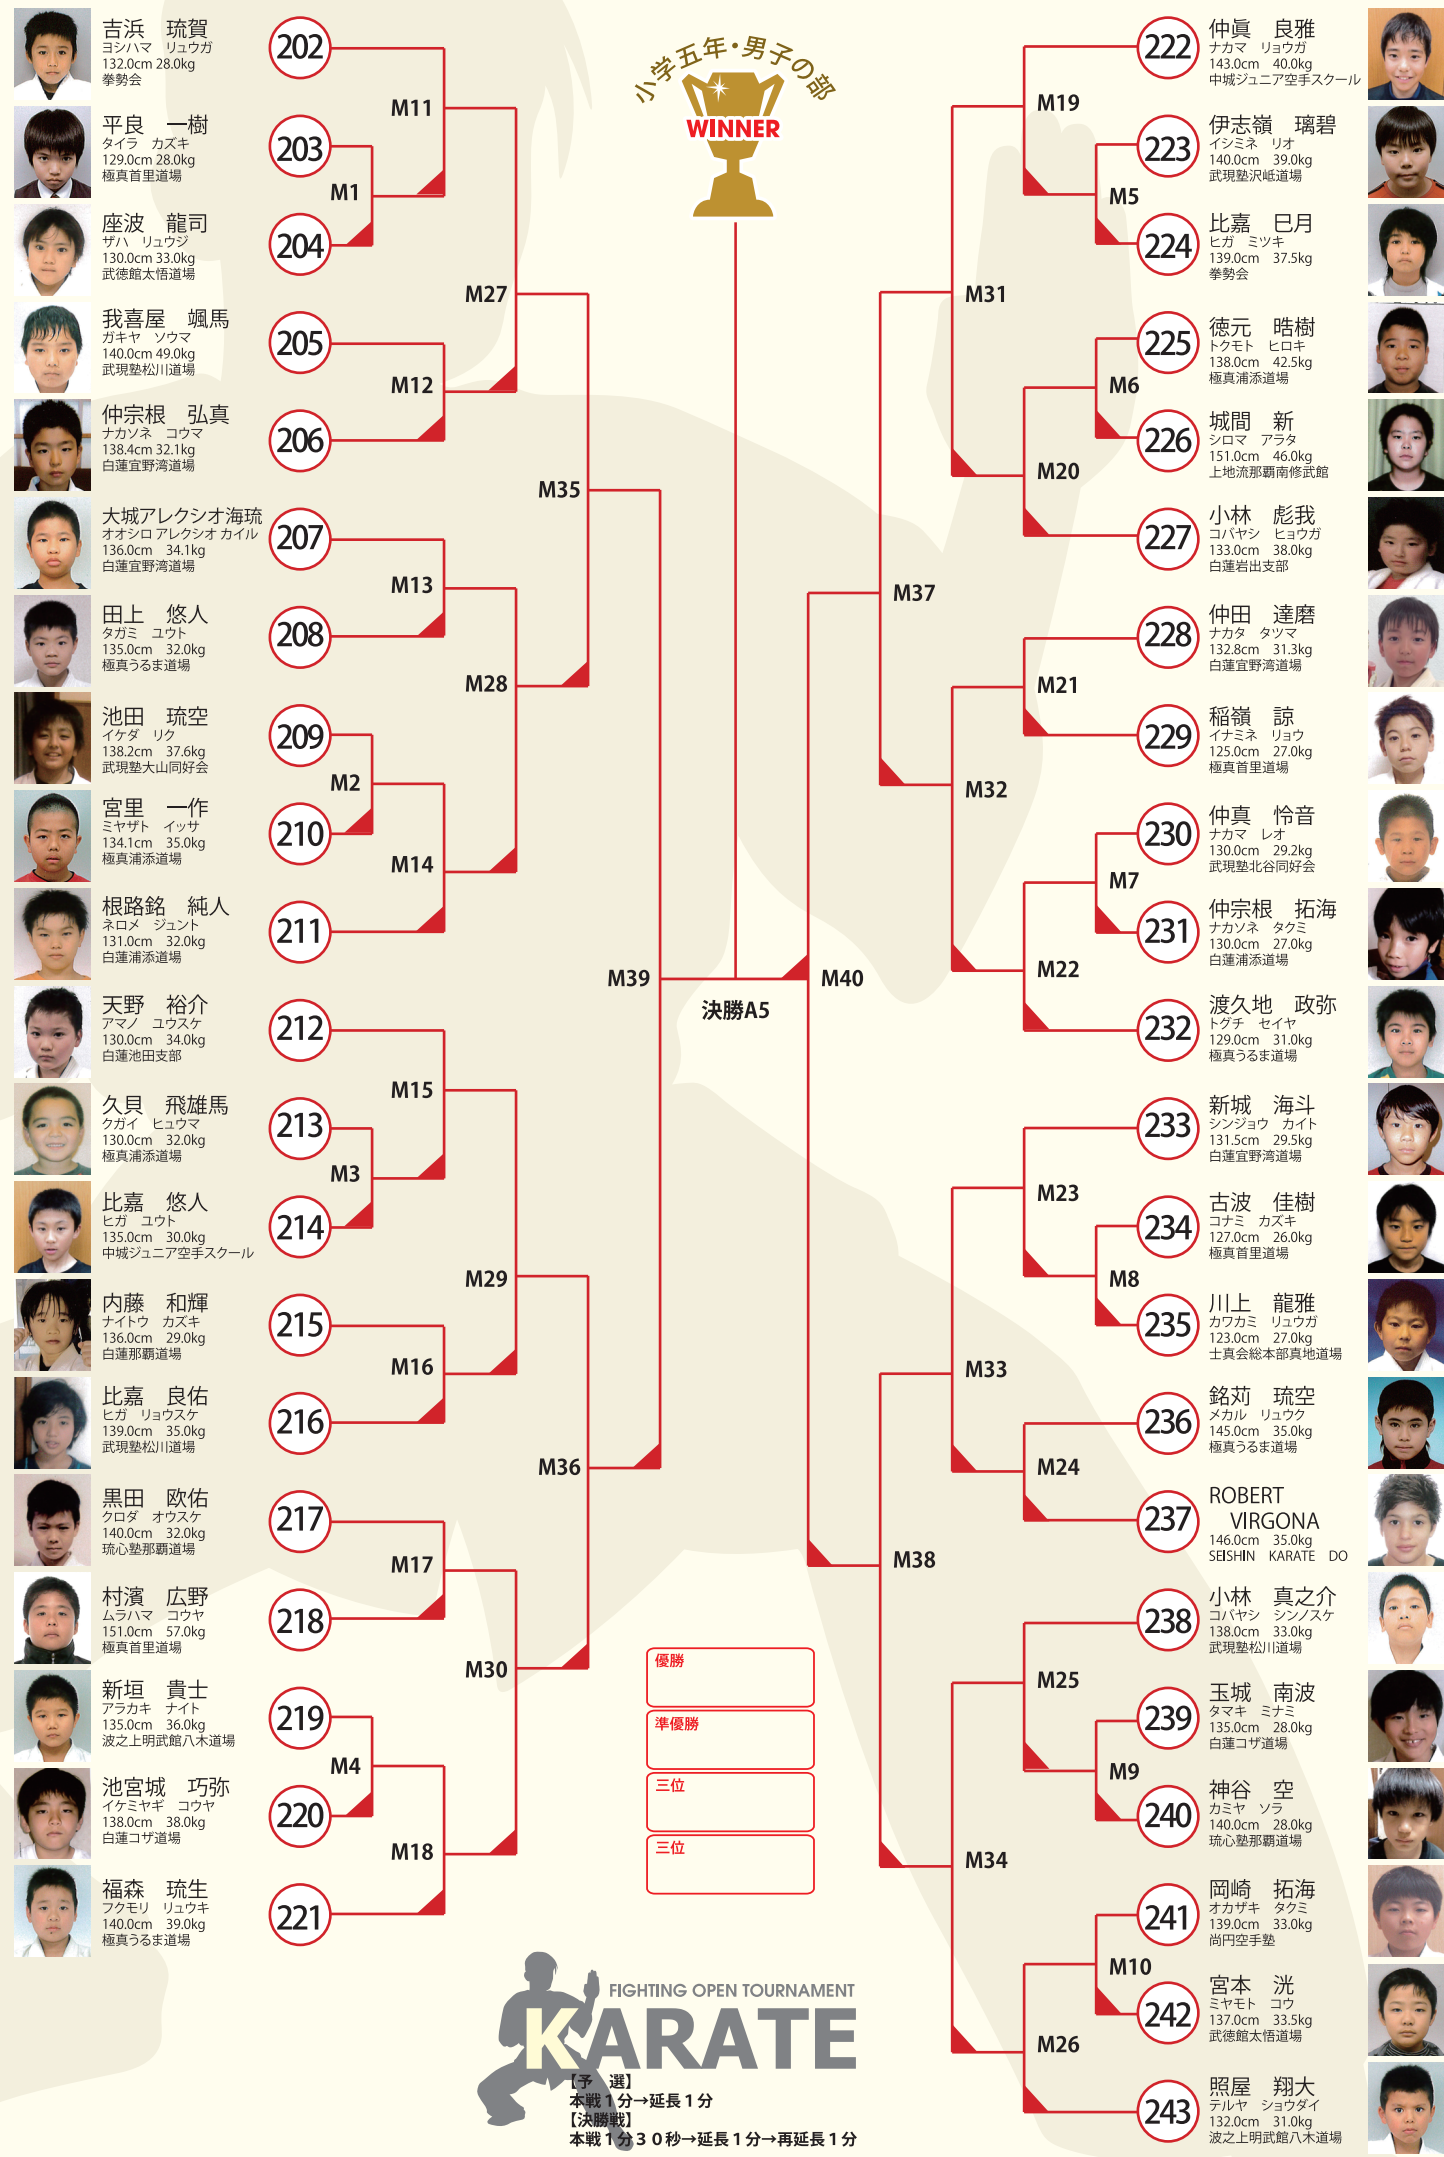 小学五年・男子の部
WINNER
吉浜　琉賀
ヨシハマ　リュウガ
132.0cm 28.0kg
拳勢会
202
平良　一樹
タイラ　カズキ
129.0cm 28.0kg
極真首里道場
203
座波　龍司
ザハ　リュウジ
130.0cm 33.0kg
武徳館太悟道場
204
我喜屋　颯馬
ガキヤ　ソウマ
140.0cm 49.0kg
武現塾松川道場
205
仲宗根　弘真
ナカソネ　コウマ
138.4cm 32.1kg
白蓮宜野湾道場
206
大城アレクシオ海琉
オオシロ アレクシオ カイル
136.0cm　34.1kg
白蓮宜野湾道場
207
田上　悠人
タガミ　ユウト
135.0cm　32.0kg
極真うるま道場
208
池田　琉空
イケダ　リク
138.2cm　37.6kg
武現塾大山同好会
209
宮里　一作
ミヤザト　イッサ
134.1cm　35.0kg
極真浦添道場
210
根路銘　純人
ネロメ　ジュント
131.0cm　32.0kg
白蓮浦添道場
211
天野　裕介
アマノ　ユウスケ
130.0cm　34.0kg
白蓮池田支部
212
久貝　飛雄馬
クガイ　ヒュウマ
130.0cm　32.0kg
極真浦添道場
213
比嘉　悠人
ヒガ　ユウト
135.0cm　30.0kg
中城ジュニア空手スクール
214
内藤　和輝
ナイトウ　カズキ
136.0cm　29.0kg
白蓮那覇道場
215
比嘉　良佑
ヒガ　リョウスケ
139.0cm　35.0kg
武現塾松川道場
216
黒田　欧佑
クロダ　オウスケ
140.0cm　32.0kg
琉心塾那覇道場
217
村濱　広野
ムラハマ　コウヤ
151.0cm　57.0kg
極真首里道場
218
新垣　貴士
アラカキ　ナイト
135.0cm　36.0kg
波之上明武館八木道場
219
池宮城　巧弥
イケミヤギ　コウヤ
138.0cm　38.0kg
白蓮コザ道場
220
福森　琉生
フクモリ　リュウキ
140.0cm　39.0kg
極真うるま道場
221
M11
M1
M27
M12
M35
M13
M28
M2
M14
M39
M15
M3
M29
M16
M36
M17
M30
M4
M18
決勝A5
M40
M19
M5
M31
M6
M20
M37
M21
M32
M7
M22
M23
M8
M33
M24
M38
M25
M9
M34
M10
M26
222
仲眞　良雅
ナカマ　リョウガ
143.0cm　40.0kg
中城ジュニア空手スクール
223
伊志嶺　璃碧
イシミネ　リオ
140.0cm　39.0kg
武現塾沢岻道場
224
比嘉　巳月
ヒガ　ミツキ
139.0cm　37.5kg
拳勢会
225
徳元　晧樹
トクモト　ヒロキ
138.0cm　42.5kg
極真浦添道場
226
城間　新
シロマ　アラタ
151.0cm　46.0kg
上地流那覇南修武館
227
小林　彪我
コバヤシ　ヒョウガ
133.0cm　38.0kg
白蓮岩出支部
228
仲田　達磨
ナカタ　タツマ
132.8cm　31.3kg
白蓮宜野湾道場
229
稲嶺　諒
イナミネ　リョウ
125.0cm　27.0kg
極真首里道場
230
仲真　怜音
ナカマ　レオ
130.0cm　29.2kg
武現塾北谷同好会
231
仲宗根　拓海
ナカソネ　タクミ
130.0cm　27.0kg
白蓮浦添道場
232
渡久地　政弥
トグチ　セイヤ
129.0cm　31.0kg
極真うるま道場
233
新城　海斗
シンジョウ　カイト
131.5cm　29.5kg
白蓮宜野湾道場
234
古波　佳樹
コナミ　カズキ
127.0cm　26.0kg
極真首里道場
235
川上　龍雅
カワカミ　リュウガ
123.0cm　27.0kg
士真会総本部真地道場
236
銘苅　琉空
メカル　リュウク
145.0cm　35.0kg
極真うるま道場
237
ROBERT
VIRGONA
146.0cm　35.0kg
SEISHIN　KARATE　DO
238
小林　真之介
コバヤシ　シンノスケ
138.0cm　33.0kg
武現塾松川道場
239
玉城　南波
タマキ　ミナミ
135.0cm　28.0kg
白蓮コザ道場
240
神谷　空
カミヤ　ソラ
140.0cm　28.0kg
琉心塾那覇道場
241
岡崎　拓海
オカザキ　タクミ
139.0cm　33.0kg
尚円空手塾
242
宮本　洸
ミヤモト　コウ
137.0cm　33.5kg
武徳館太悟道場
243
照屋　翔大
テルヤ　ショウダイ
132.0cm　31.0kg
波之上明武館八木道場
優勝
準優勝
三位
三位
FIGHTING OPEN TOURNAMENT
KARATE
【予　選】
本戦１分→延長１分
【決勝戦】
本戦１分３０秒→延長１分→再延長１分